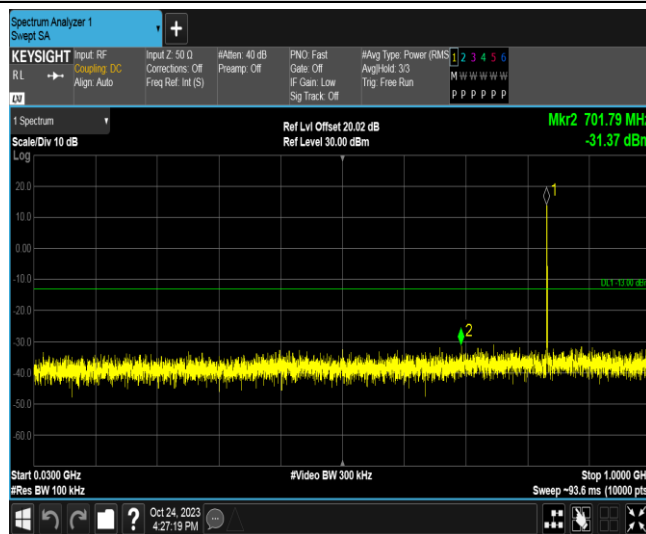 Spectrum Analyzer 1
Swept SA
+
KEYSIGHT Input: RF Input Z: 50 Ω #Atten: 40 dB PNO: Fast #Avg Type: Power (RMS 1 2 3 4 5 6
RL Coupling: DC Corrections: Off Preamp: Off Gate: Off Avg|Hold: 3/3 M W W W W W
Align: Auto Freq Ref: Int (S) IF Gain: Low Trig: Free Run
LXI Sig Track: Off P P P P P P
1 Spectrum Ref Lvl Offset 20.02 dB Mkr2 701.79 MHz
Scale/Div 10 dB Ref Level 30.00 dBm -31.37 dBm
Log
1
20.0
10.0
0.00
-10.0
DL1 -13.00 dBm
-20.0
2
-30.0
-40.0
-50.0
-60.0
Start 0.0300 GHz #Video BW 300 kHz Stop 1.0000 GHz
#Res BW 100 kHz Sweep ~93.6 ms (10000 pts)
? Oct 24, 2023
4:27:19 PM